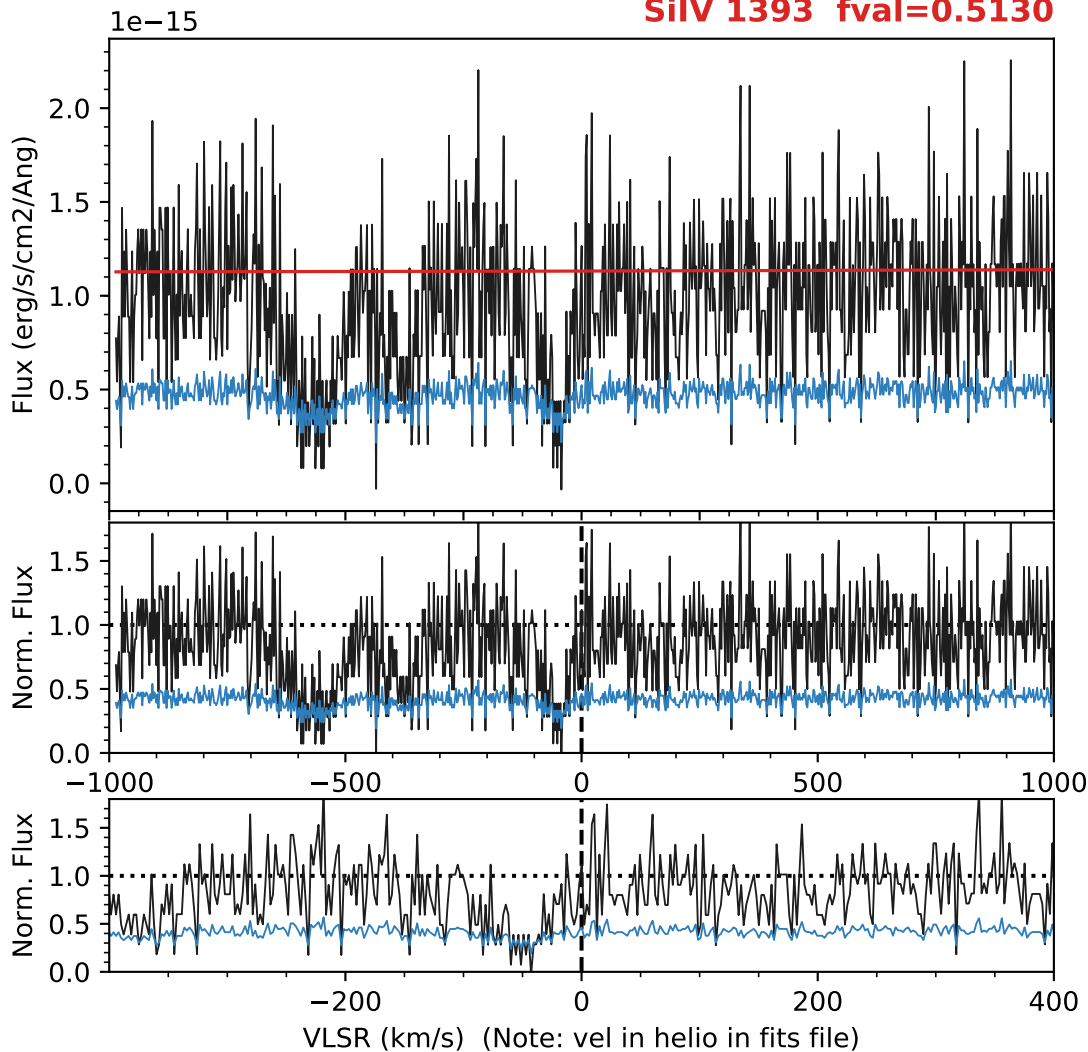 SiIV 1393 fval=0.5130
1e−15
2.0
1.5
1.0
0.5
0.0
Flux (erg/s/cm2/Ang)
1.5
1.0
0.5
0.0
Norm. Flux
−1000 −500 0 500 1000
1.5
1.0
0.5
0.0
Norm. Flux
−200 0 200 400
VLSR (km/s) (Note: vel in helio in fits file)